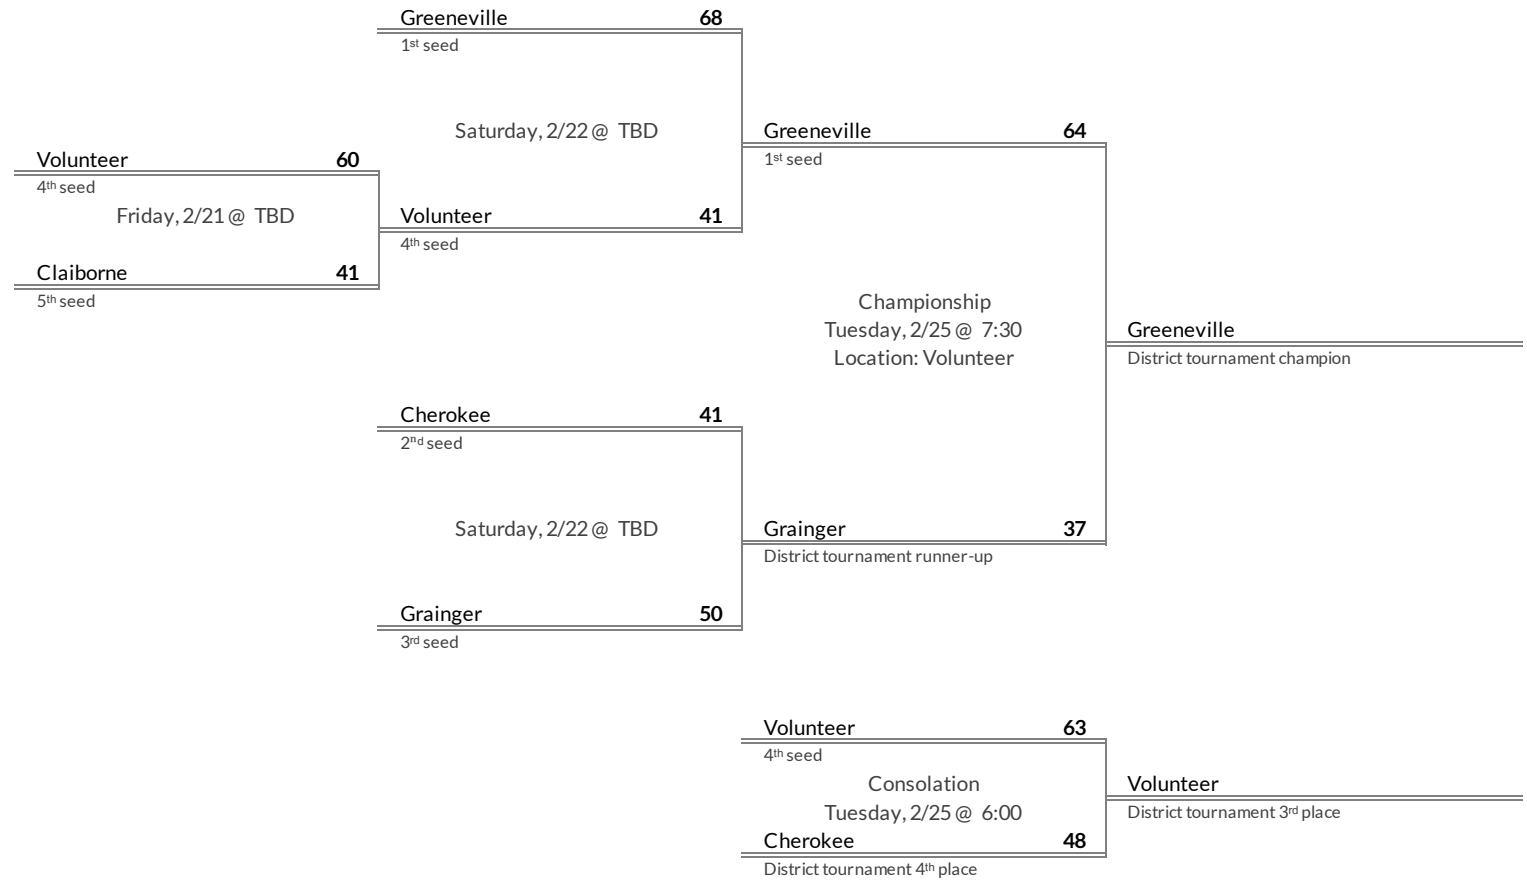 Greeneville 68
1st seed
Saturday, 2/22 @ TBD
Volunteer 60
4th seed
Friday, 2/21 @ TBD
Claiborne 41
5th seed
Volunteer 41
4th seed
Greeneville 64
1st seed
Championship
Tuesday, 2/25 @ 7:30
Location: Volunteer
Greeneville
District tournament champion
Cherokee 41
2nd seed
Saturday, 2/22 @ TBD
Grainger 50
3rd seed
Grainger 37
District tournament runner-up
Volunteer 63
4th seed
Consolation
Tuesday, 2/25 @ 6:00
Cherokee 48
District tournament 4th place
Volunteer
District tournament 3rd place